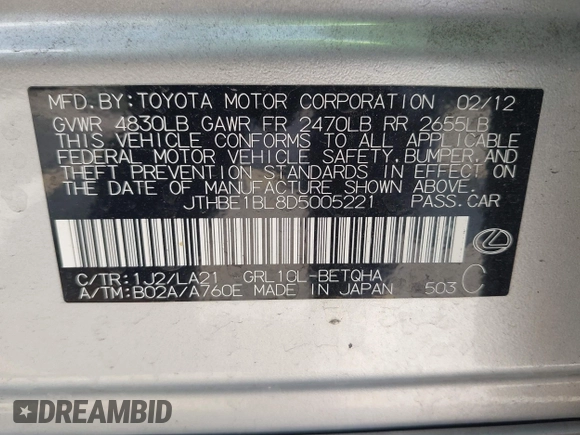 MFD. BY: TOYOTA MOTOR CORPORATION 02/12
GVWR 4830LB GAWR FR 2470LB RR 2655LB
THIS VEHICLE CONFORMS TO ALL APPLICABLE
FEDERAL MOTOR VEHICLE SAFETY, BUMPER, AND
THEFT PREVENTION STANDARDS IN EFFECT ON
THE DATE OF MANUFACTURE SHOWN ABOVE.
JTHBE1BL8D5005221 PASS. CAR
C/TR: 1J2/LA21 GRL10L-BETQHA
A/TM: B02A/A760E MADE IN JAPAN 503 C
DREAMBID